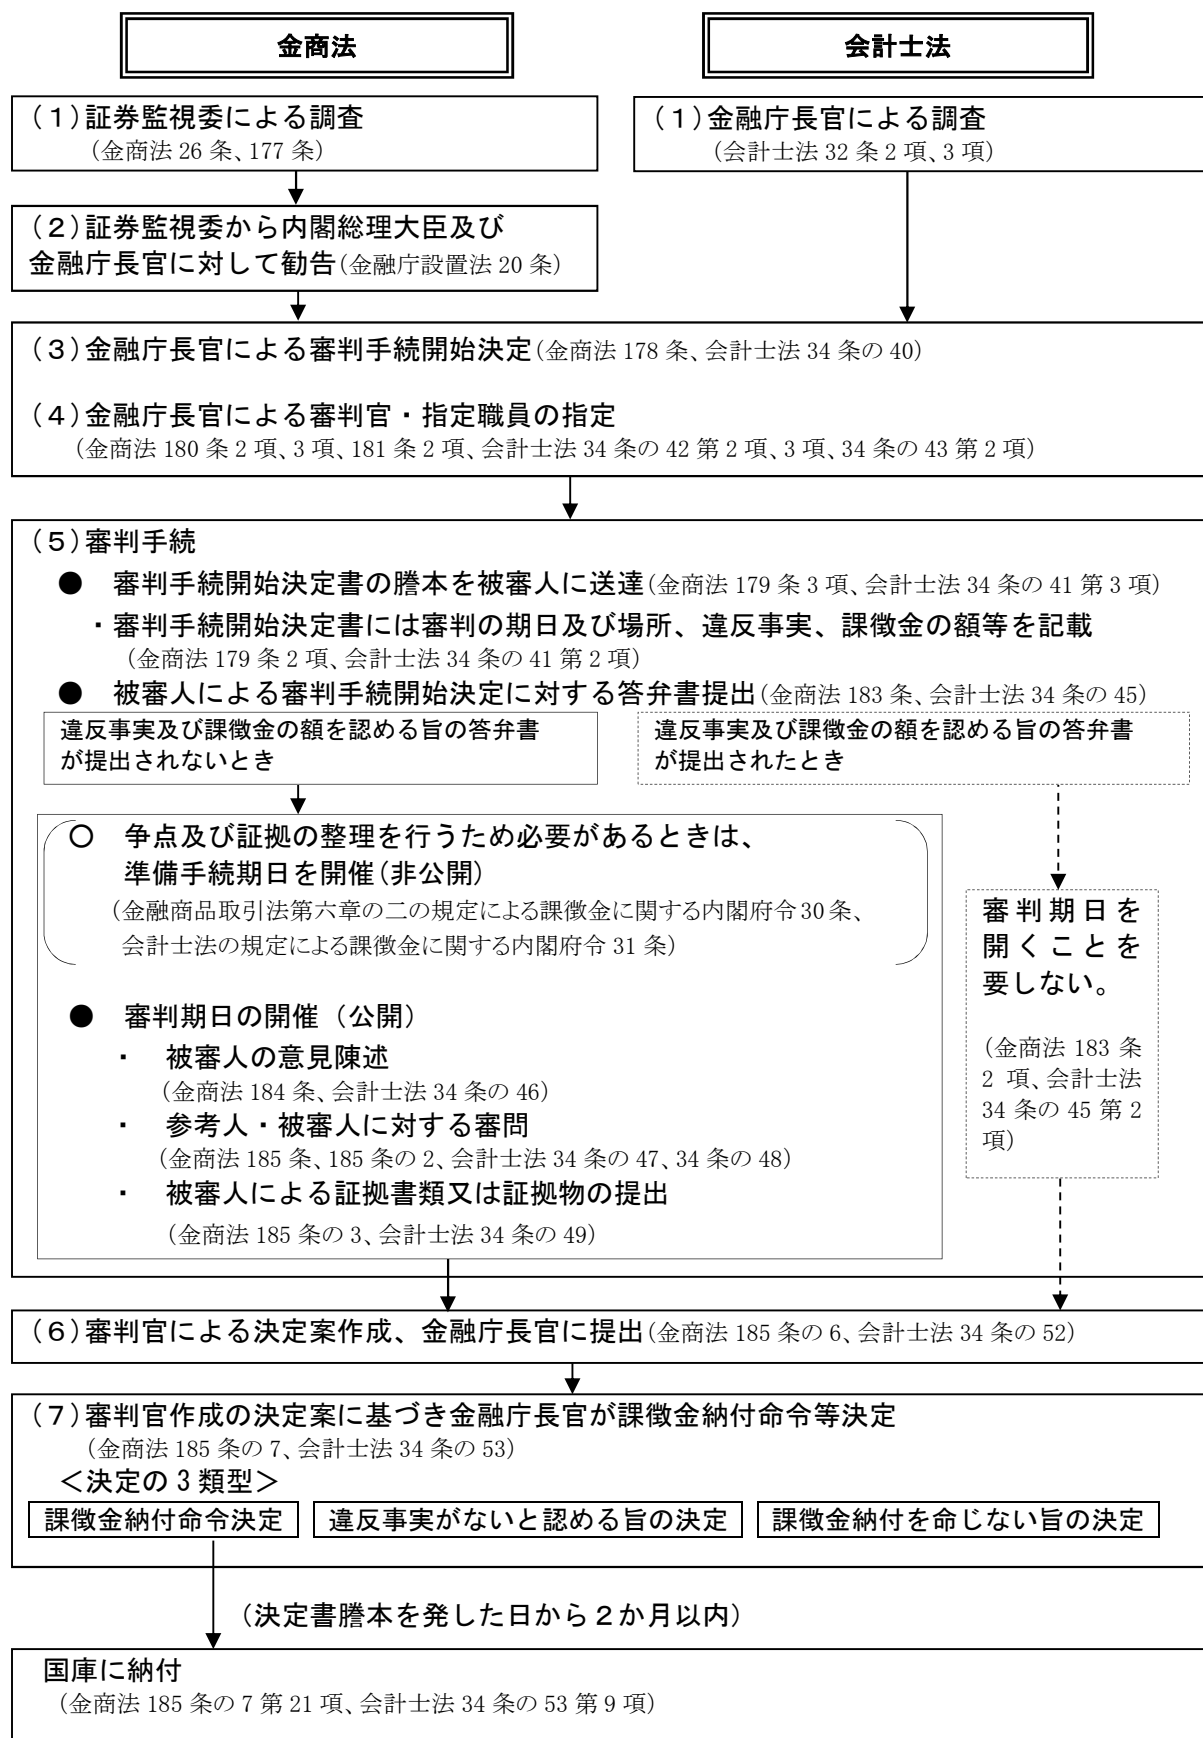 金商法
会計士法
（１）証券監視委による調査
（金商法 26 条、177 条）
（１）金融庁長官による調査
（会計士法 32 条 2 項、3 項）
（２）証券監視委から内閣総理大臣及び
金融庁長官に対して勧告（金融庁設置法 20 条）
（３）金融庁長官による審判手続開始決定（金商法 178 条、会計士法 34 条の 40）
（４）金融庁長官による審判官・指定職員の指定
（金商法 180 条 2 項、3 項、181 条 2 項、会計士法 34 条の 42 第 2 項、3 項、34 条の 43 第 2 項）
（５）審判手続
● 審判手続開始決定書の謄本を被審人に送達（金商法 179 条 3 項、会計士法 34 条の 41 第 3 項）
・審判手続開始決定書には審判の期日及び場所、違反事実、課徴金の額等を記載
（金商法 179 条 2 項、会計士法 34 条の 41 第 2 項）
● 被審人による審判手続開始決定に対する答弁書提出（金商法 183 条、会計士法 34 条の 45）
違反事実及び課徴金の額を認める旨の答弁書
が提出されないとき
違反事実及び課徴金の額を認める旨の答弁書
が提出されたとき
○ 争点及び証拠の整理を行うため必要があるときは、
準備手続期日を開催（非公開）
（金融商品取引法第六章の二の規定による課徴金に関する内閣府令 30 条、
会計士法の規定による課徴金に関する内閣府令 31 条）
● 審判期日の開催（公開）
・ 被審人の意見陳述
（金商法 184 条、会計士法 34 条の 46）
・ 参考人・被審人に対する審問
（金商法 185 条、185 条の 2、会計士法 34 条の 47、34 条の 48）
・ 被審人による証拠書類又は証拠物の提出
（金商法 185 条の 3、会計士法 34 条の 49）
審判期日を
開くことを
要しない。
（金商法 183 条
2 項、会計士法
34 条の 45 第 2
項）
（６）審判官による決定案作成、金融庁長官に提出（金商法 185 条の 6、会計士法 34 条の 52）
（７）審判官作成の決定案に基づき金融庁長官が課徴金納付命令等決定
（金商法 185 条の 7、会計士法 34 条の 53）
＜決定の３類型＞
課徴金納付命令決定
違反事実がないと認める旨の決定
課徴金納付を命じない旨の決定
（決定書謄本を発した日から２か月以内）
国庫に納付
（金商法 185 条の 7 第 21 項、会計士法 34 条の 53 第 9 項）